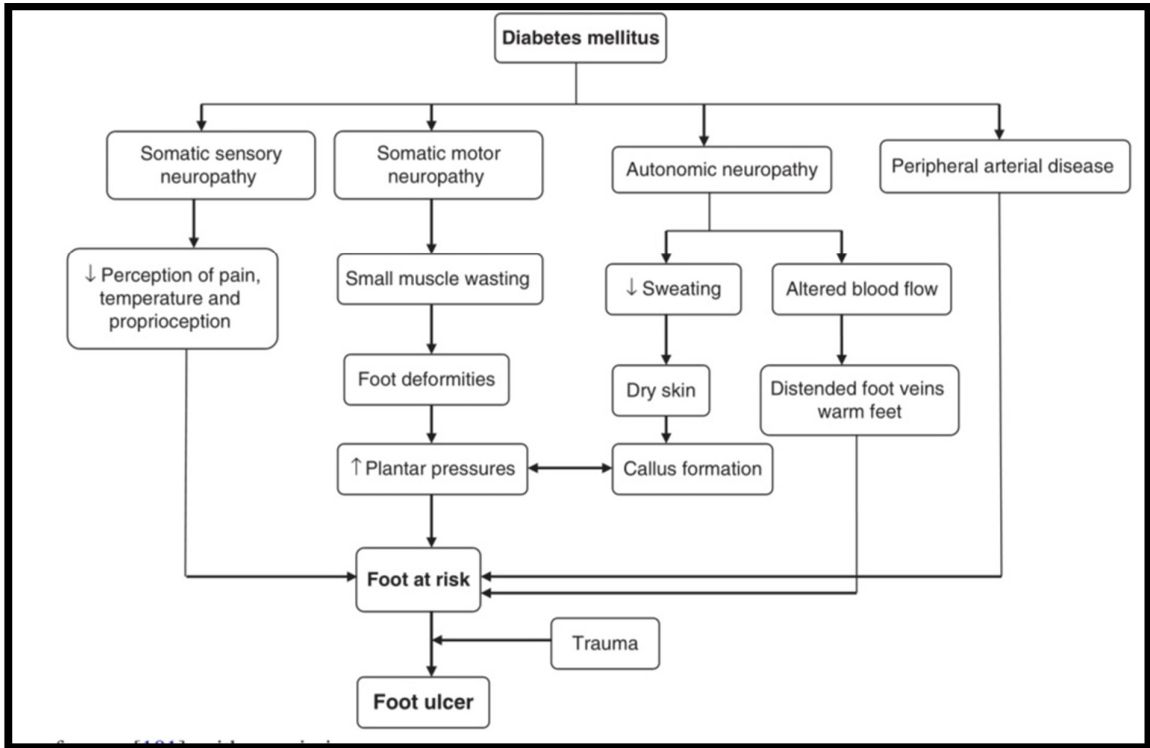 Diabetes mellitus
Somatic sensory
neuropathy
Somatic motor
neuropathy
Autonomic neuropathy
Peripheral arterial disease
↓ Perception of pain,
temperature and
proprioception
Small muscle wasting
↓ Sweating
Altered blood flow
Foot deformities
Dry skin
Distended foot veins
warm feet
↑ Plantar pressures
Callus formation
Foot at risk
Trauma
Foot ulcer